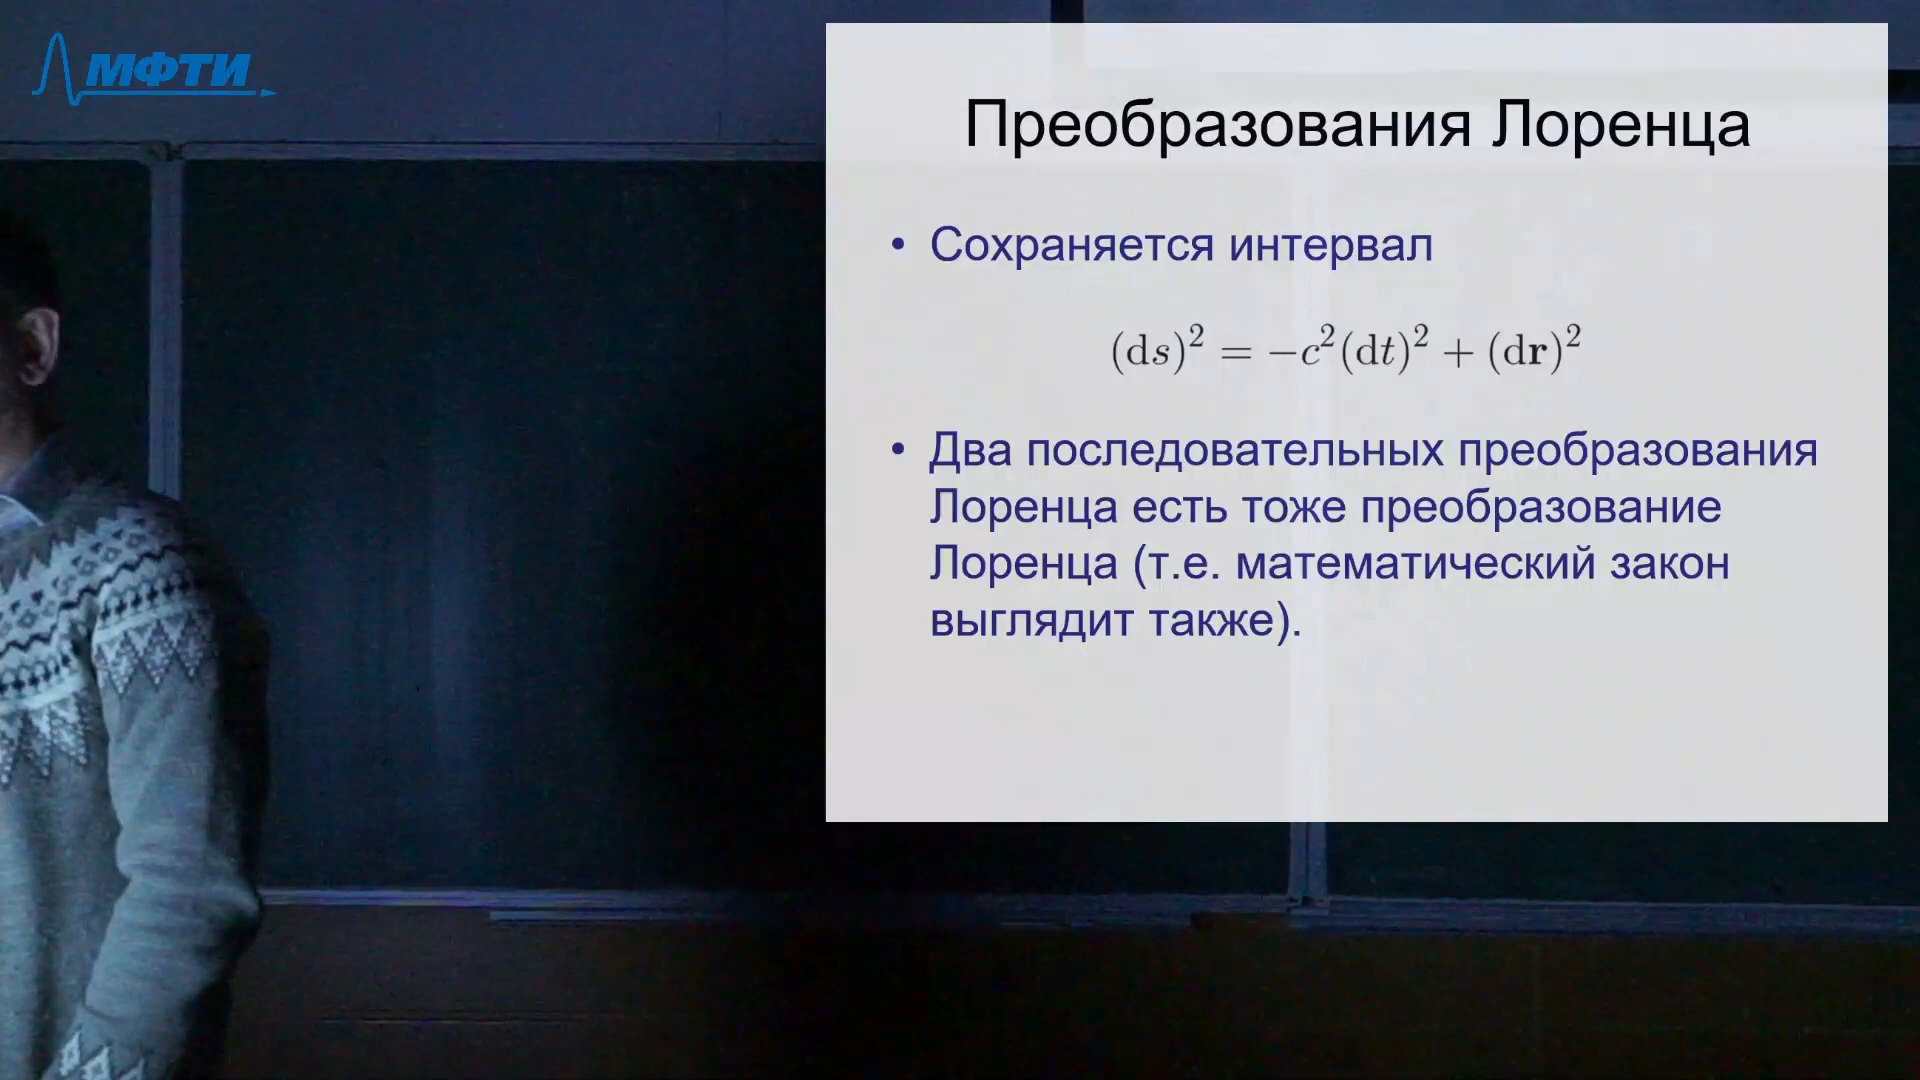 МФТИ
Преобразования Лоренца
• Сохраняется интервал
(ds)² = −c²(dt)² + (dr)²
• Два последовательных преобразования
Лоренца есть тоже преобразование
Лоренца (т.е. математический закон
выглядит также).